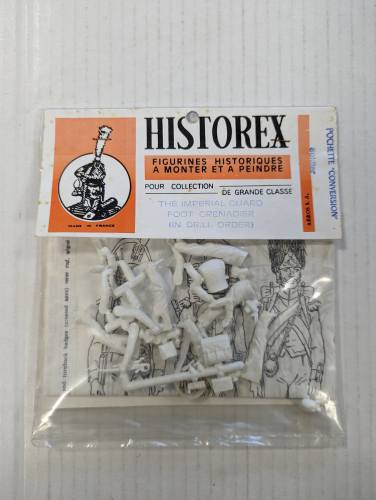 HISTOREX
FIGURINES HISTORIQUES
A MONTER ET A PEINDRE
POUR COLLECTION
DE GRANDE CLASSE
THE IMPERIAL GUARD
FOOT GRENADIER
(IN DRILL ORDER)
MADE IN FRANCE
AEROS S. A.
POCHETTE "CONVERSION"